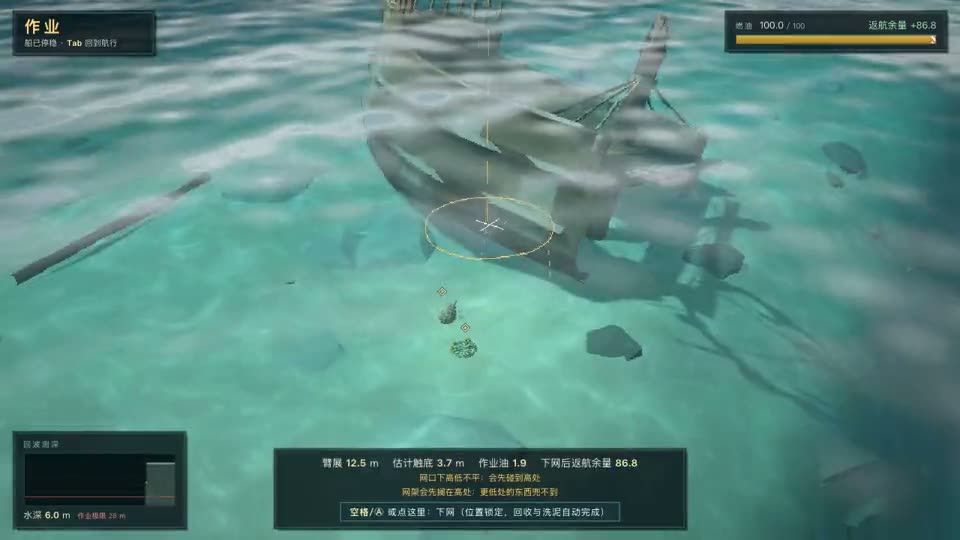 作业
船已停稳 · Tab 回到航行
燃油 100.0 / 100 返航余量 +86.8
臂展 12.5 m 估计触底 3.7 m 作业油 1.9 下网后返航余量 86.8
网口下高低不平：会先碰到高处
网架会先搁在高处：更低处的东西兜不到
空格/Ⓐ 或点这里：下网（位置锁定，回收与洗泥自动完成）
回波测深
水深 6.0 m 作业极限 28 m